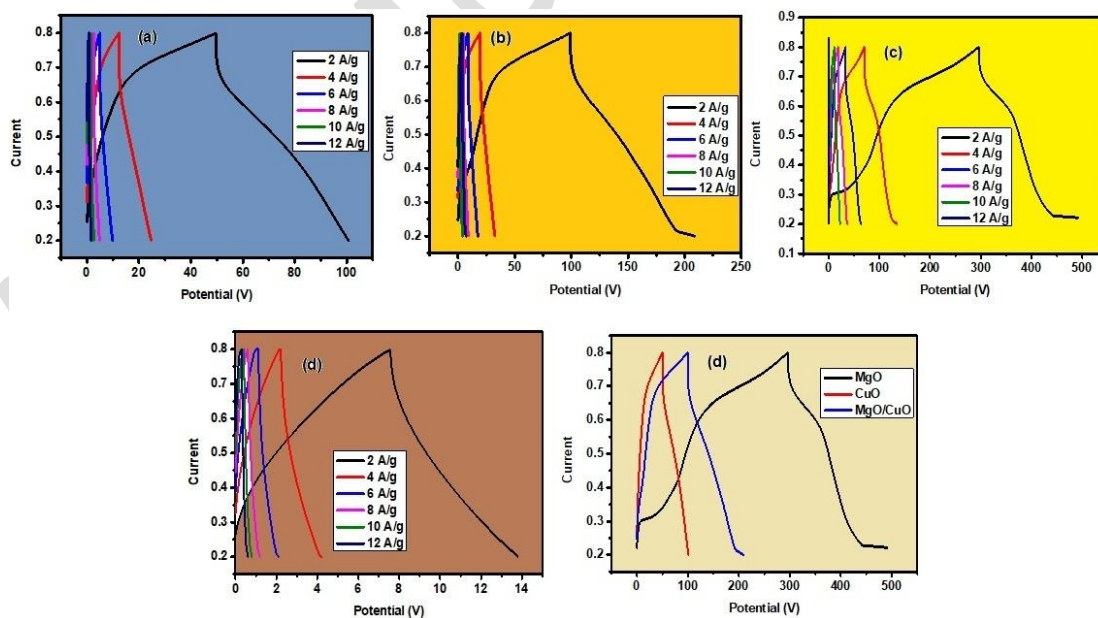 (a)
2 A/g
4 A/g
6 A/g
8 A/g
10 A/g
12 A/g
Current
0.8
0.7
0.6
0.5
0.4
0.3
0.2
0 20 40 60 80 100
Potential (V)
(b)
2 A/g
4 A/g
6 A/g
8 A/g
10 A/g
12 A/g
Current
0.8
0.7
0.6
0.5
0.4
0.3
0.2
0 50 100 150 200 250
Potential (V)
(c)
2 A/g
4 A/g
6 A/g
8 A/g
10 A/g
12 A/g
Current
0.9
0.8
0.7
0.6
0.5
0.4
0.3
0.2
0.1
0 100 200 300 400 500
Potential (V)
(d)
2 A/g
4 A/g
6 A/g
8 A/g
10 A/g
12 A/g
Current
0.8
0.7
0.6
0.5
0.4
0.3
0.2
0 2 4 6 8 10 12 14
Potential (V)
(d)
MgO
CuO
MgO/CuO
Current
0.8
0.7
0.6
0.5
0.4
0.3
0.2
0 100 200 300 400 500
Potential (V)